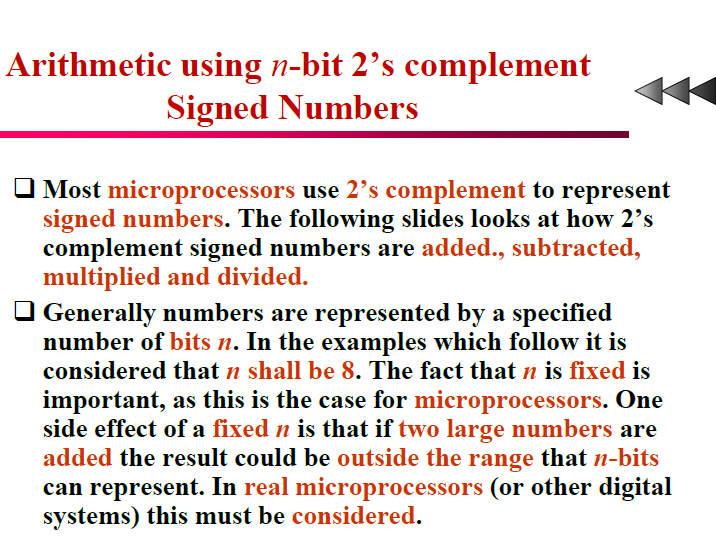 Arithmetic using n-bit 2’s complement
Signed Numbers
❑ Most microprocessors use 2’s complement to represent
signed numbers. The following slides looks at how 2’s
complement signed numbers are added., subtracted,
multiplied and divided.
❑ Generally numbers are represented by a specified
number of bits n. In the examples which follow it is
considered that n shall be 8. The fact that n is fixed is
important, as this is the case for microprocessors. One
side effect of a fixed n is that if two large numbers are
added the result could be outside the range that n-bits
can represent. In real microprocessors (or other digital
systems) this must be considered.